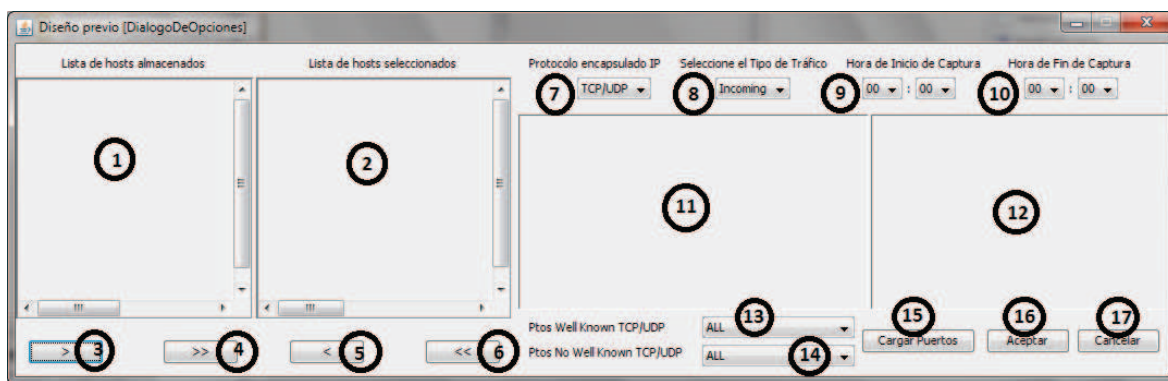 Diseño previo [DialogoDeOpciones]
Lista de hosts almacenados
Lista de hosts seleccionados
Protocolo encapsulado IP
Seleccione el Tipo de Tráfico
Hora de Inicio de Captura
Hora de Fin de Captura
7 TCP/UDP
8 Incoming
9 00 : 00
10 00 : 00
1
2
11
12
Ptos Well Known TCP/UDP ALL 13
Ptos No Well Known TCP/UDP ALL 14
15 Cargar Puertos
16 Aceptar
17 Cancelar
> 3
>> 4
< 5
<< 6